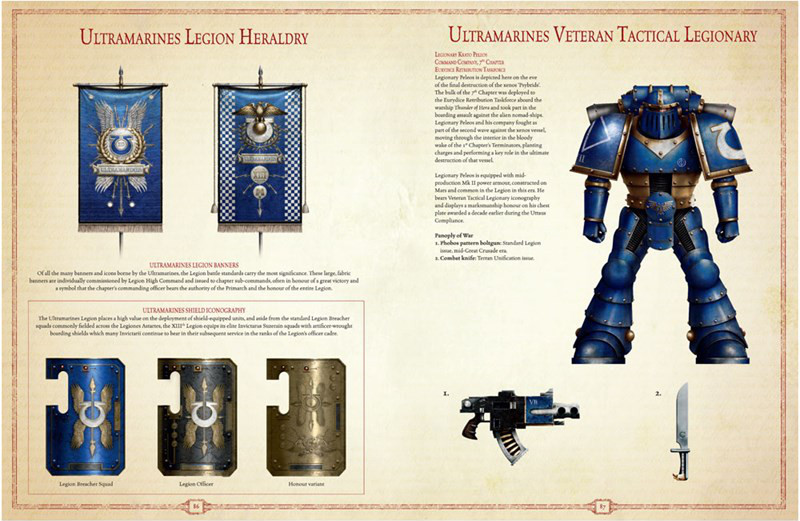 ULTRAMARINES LEGION HERALDRY
ULTRAMARINES
XIII
ULTRAMARINES LEGION BANNERS
Of all the many banners and icons borne by the Ultramarines, the Legion battle standards carry the most significance. These large, fabric
banners are individually commissioned by Legion High Command and issued to chapter sub-commands, often in honour of a great victory and
a symbol that the chapter's commanding officer bears the authority of the Primarch and the honour of the entire Legion.
ULTRAMARINES SHIELD ICONOGRAPHY
The Ultramarines Legion places a high value on the deployment of shield-equipped units, and aside from the standard Legion Breacher
squads commonly fielded across the Legiones Astartes, the XIIIth Legion equips its elite Invictarus Suzerain squads with artificer-wrought
boarding shields which many Invictarii continue to bear in their subsequent service in the ranks of the Legion's officer cadre.
Legion Breacher Squad
Legion Officer
Honour variant
86
ULTRAMARINES VETERAN TACTICAL LEGIONARY
COMMAND COMPANY, 7th CHAPTER
EURYDICE RETRIBUTION TASKFORCE
Legionary Peleos is depicted here on the eve
of the final destruction of the xenos 'Psybrids'.
The bulk of the 7th Chapter was deployed to
the Eurydice Retribution Taskforce aboard the
warship Thunder of Hera and took part in the
boarding assault against the alien nomad-ships.
Legionary Peleos and his company fought as
part of the second wave against the xenos vessel,
moving through the interior in the bloody
wake of the 1st Chapter's Terminators, planting
charges and performing a key role in the ultimate
destruction of that vessel.
Legionary Peleos is equipped with mid-
production Mk II power armour, constructed on
Mars and common in the Legion in this era. He
bears Veteran Tactical Legionary iconography
and displays a marksmanship honour on his chest
plate awarded a decade earlier during the
Compliance.
Panoply of War
1. Phobos pattern boltgun: Standard Legion
issue, mid-Great Crusade era.
2. Combat knife: Terran Unification issue.
II
1.
VII
2.
87